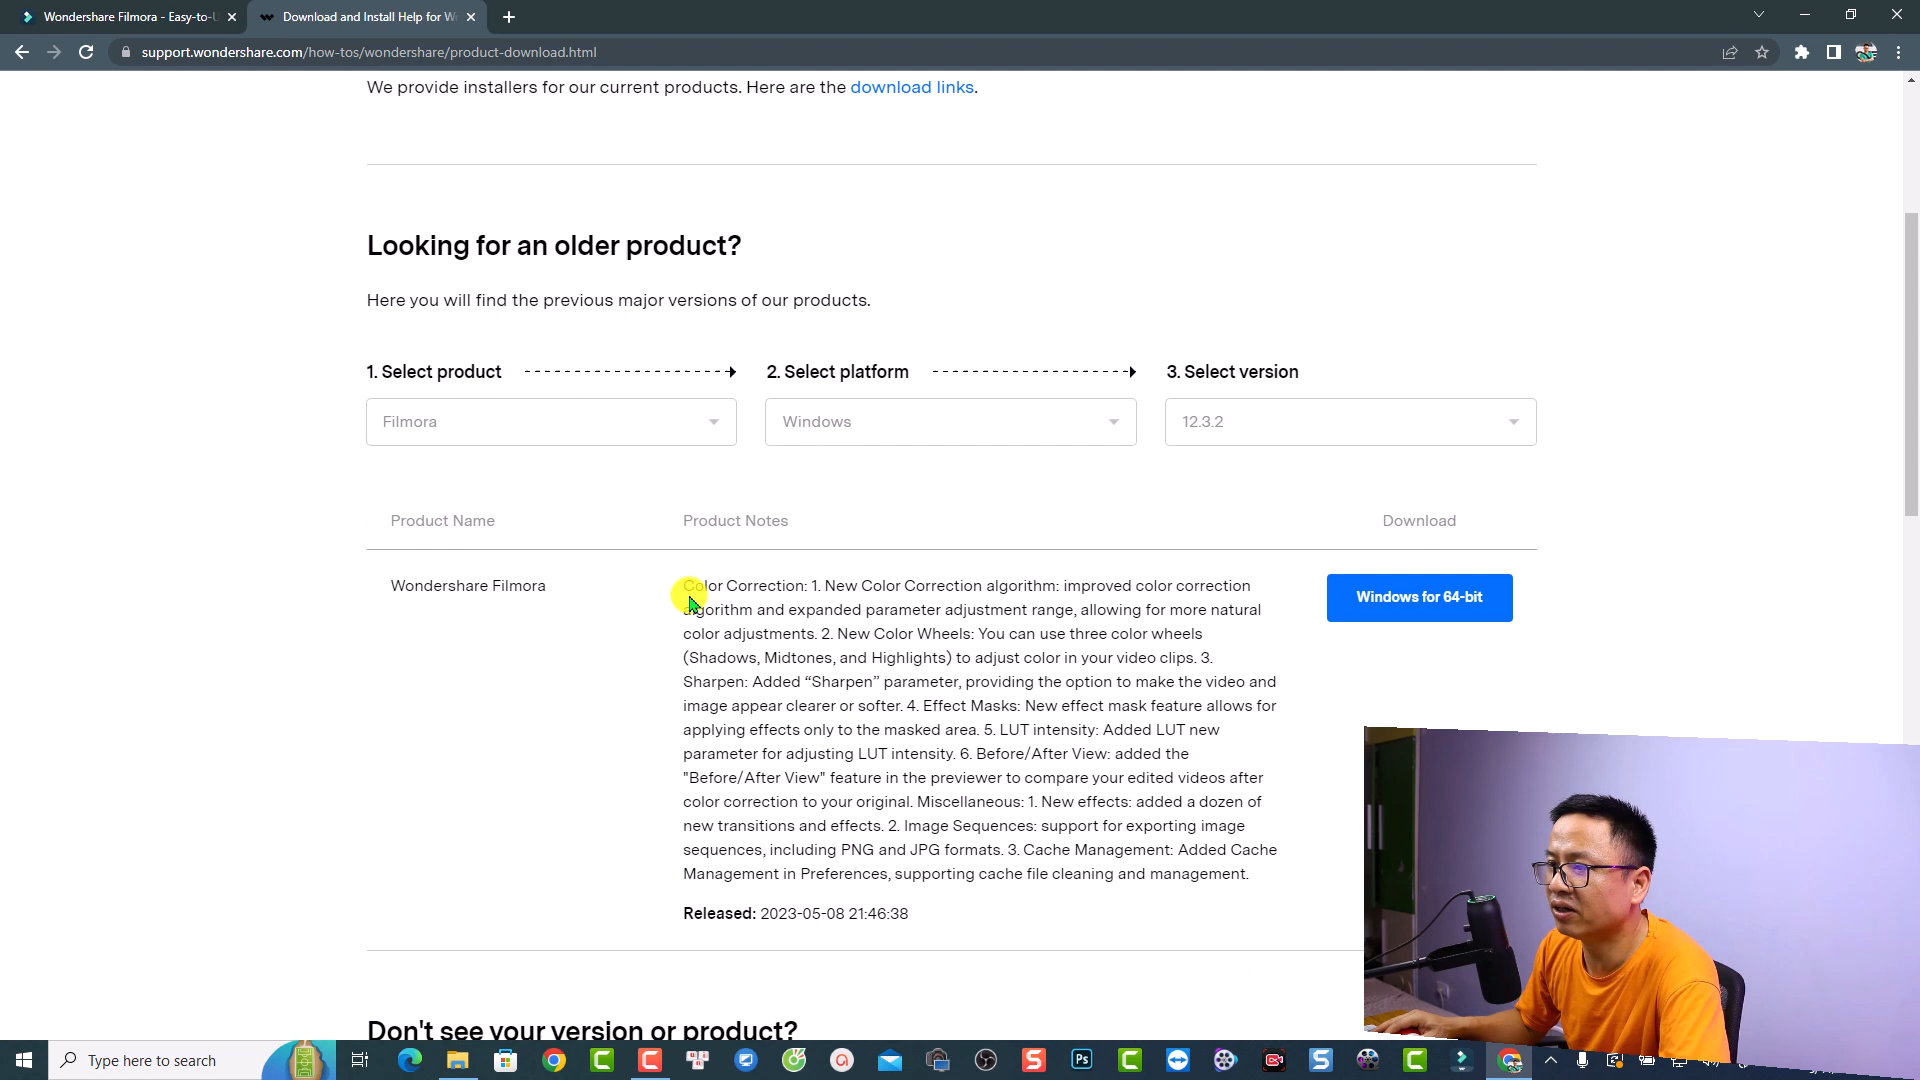 Wondershare Filmora - Easy-to-U
Download and Install Help for Wo
support.wondershare.com/how-tos/wondershare/product-download.html
We provide installers for our current products. Here are the download links.
Looking for an older product?
Here you will find the previous major versions of our products.
1. Select product
2. Select platform
3. Select version
Filmora
Windows
12.3.2
Product Name
Product Notes
Download
Wondershare Filmora
Color Correction: 1. New Color Correction algorithm: improved color correction
algorithm and expanded parameter adjustment range, allowing for more natural
color adjustments. 2. New Color Wheels: You can use three color wheels
(Shadows, Midtones, and Highlights) to adjust color in your video clips. 3.
Sharpen: Added “Sharpen” parameter, providing the option to make the video and
image appear clearer or softer. 4. Effect Masks: New effect mask feature allows for
applying effects only to the masked area. 5. LUT intensity: Added LUT new
parameter for adjusting LUT intensity. 6. Before/After View: added the
"Before/After View" feature in the previewer to compare your edited videos after
color correction to your original. Miscellaneous: 1. New effects: added a dozen of
new transitions and effects. 2. Image Sequences: support for exporting image
sequences, including PNG and JPG formats. 3. Cache Management: Added Cache
Management in Preferences, supporting cache file cleaning and management.
Released: 2023-05-08 21:46:38
Windows for 64-bit
Don't see your version or product?
Type here to search